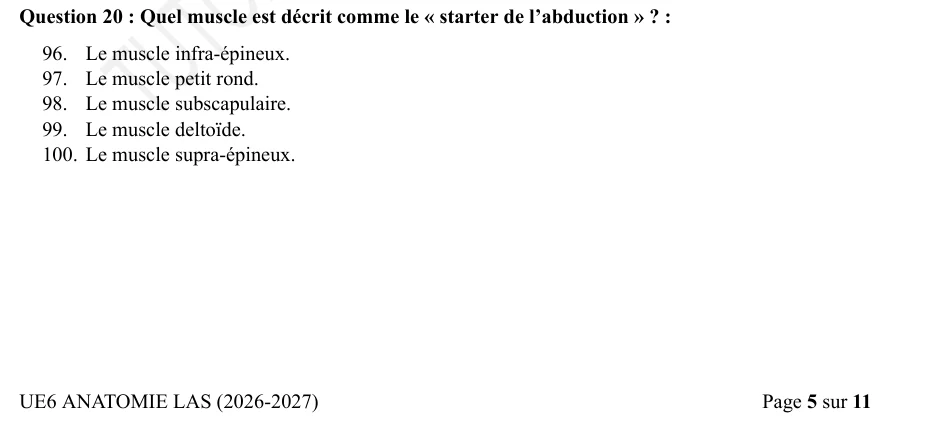 Question 20 : Quel muscle est décrit comme le « starter de l’abduction » ? :
96. Le muscle infra-épineux.
97. Le muscle petit rond.
98. Le muscle subscapulaire.
99. Le muscle deltoïde.
100. Le muscle supra-épineux.
UE6 ANATOMIE LAS (2026-2027)
Page 5 sur 11